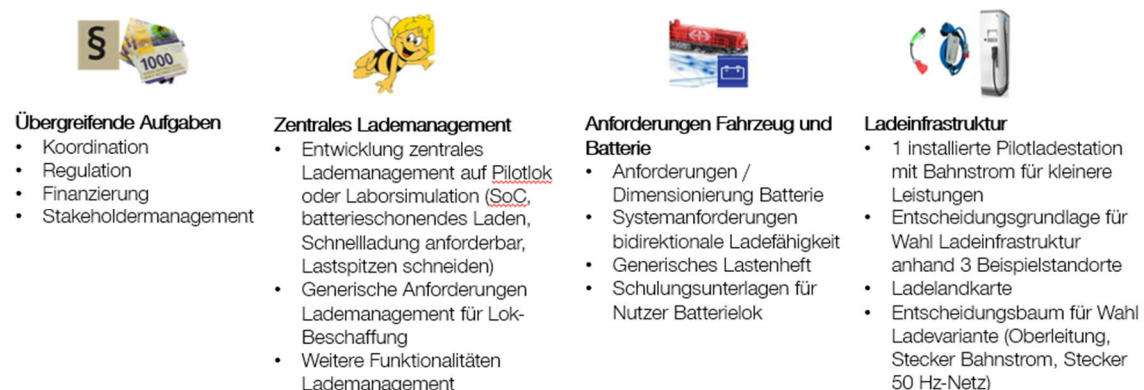 §
1000
Übergreifende Aufgaben
• Koordination
• Regulation
• Finanzierung
• Stakeholdermanagement
Zentrales Lademanagement
• Entwicklung zentrales
Lademanagement auf Pilotlok
oder Laborsimulation (SoC,
batterieschonendes Laden,
Schnellladung anforderbar,
Lastspitzen schneiden)
• Generische Anforderungen
Lademanagement für Lok-
Beschaffung
• Weitere Funktionalitäten
Lademanagement
Anforderungen Fahrzeug und
Batterie
• Anforderungen /
Dimensionierung Batterie
• Systemanforderungen
bidirektionale Ladefähigkeit
• Generisches Lastenheft
• Schulungsunterlagen für
Nutzer Batterielok
Ladeinfrastruktur
• 1 installierte Pilotladestation
mit Bahnstrom für kleinere
Leistungen
• Entscheidungsgrundlage für
Wahl Ladeinfrastruktur
anhand 3 Beispielstandorte
• Ladelandkarte
• Entscheidungsbaum für Wahl
Ladevariante (Oberleitung,
Stecker Bahnstrom, Stecker
50 Hz-Netz)